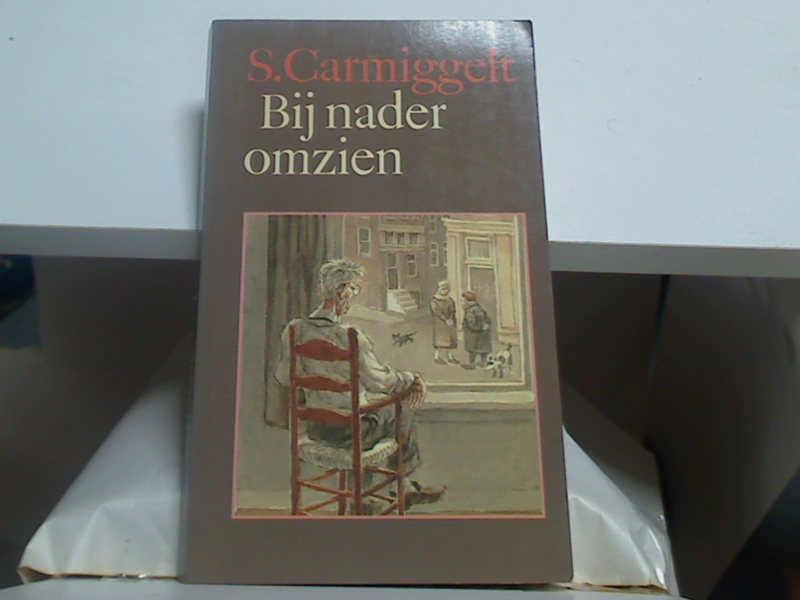 S. Carmiggelt
Bij nader
omzien